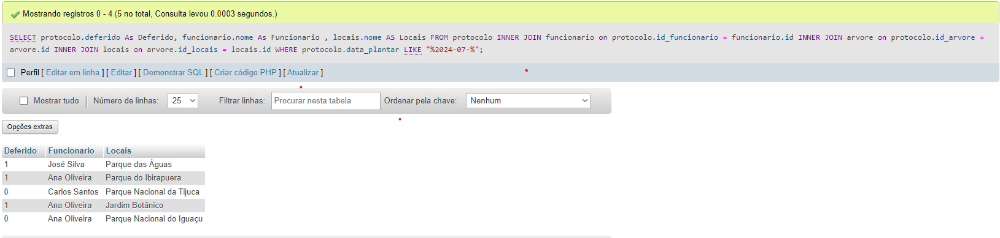 Mostrando registros 0 - 4 (5 no total, Consulta levou 0.0003 segundos.)
SELECT protocolo.deferido As Deferido, funcionario.nome As Funcionario , locais.nome AS Locais FROM protocolo INNER JOIN funcionario on protocolo.id_funcionario = funcionario.id INNER JOIN arvore on protocolo.id_arvore =
arvore.id INNER JOIN locais on arvore.id_locais = locais.id WHERE protocolo.data_plantar LIKE "%2024-07-%";
Perfil [ Editar em linha ] [ Editar ] [ Demonstrar SQL ] [ Criar código PHP ] [ Atualizar ]
Mostrar tudo Número de linhas: 25 Filtrar linhas: Procurar nesta tabela Ordenar pela chave: Nenhum
Opções extras
Deferido Funcionario Locais
1 José Silva Parque das Águas
1 Ana Oliveira Parque do Ibirapuera
0 Carlos Santos Parque Nacional da Tijuca
1 Ana Oliveira Jardim Botânico
0 Ana Oliveira Parque Nacional do Iguaçu